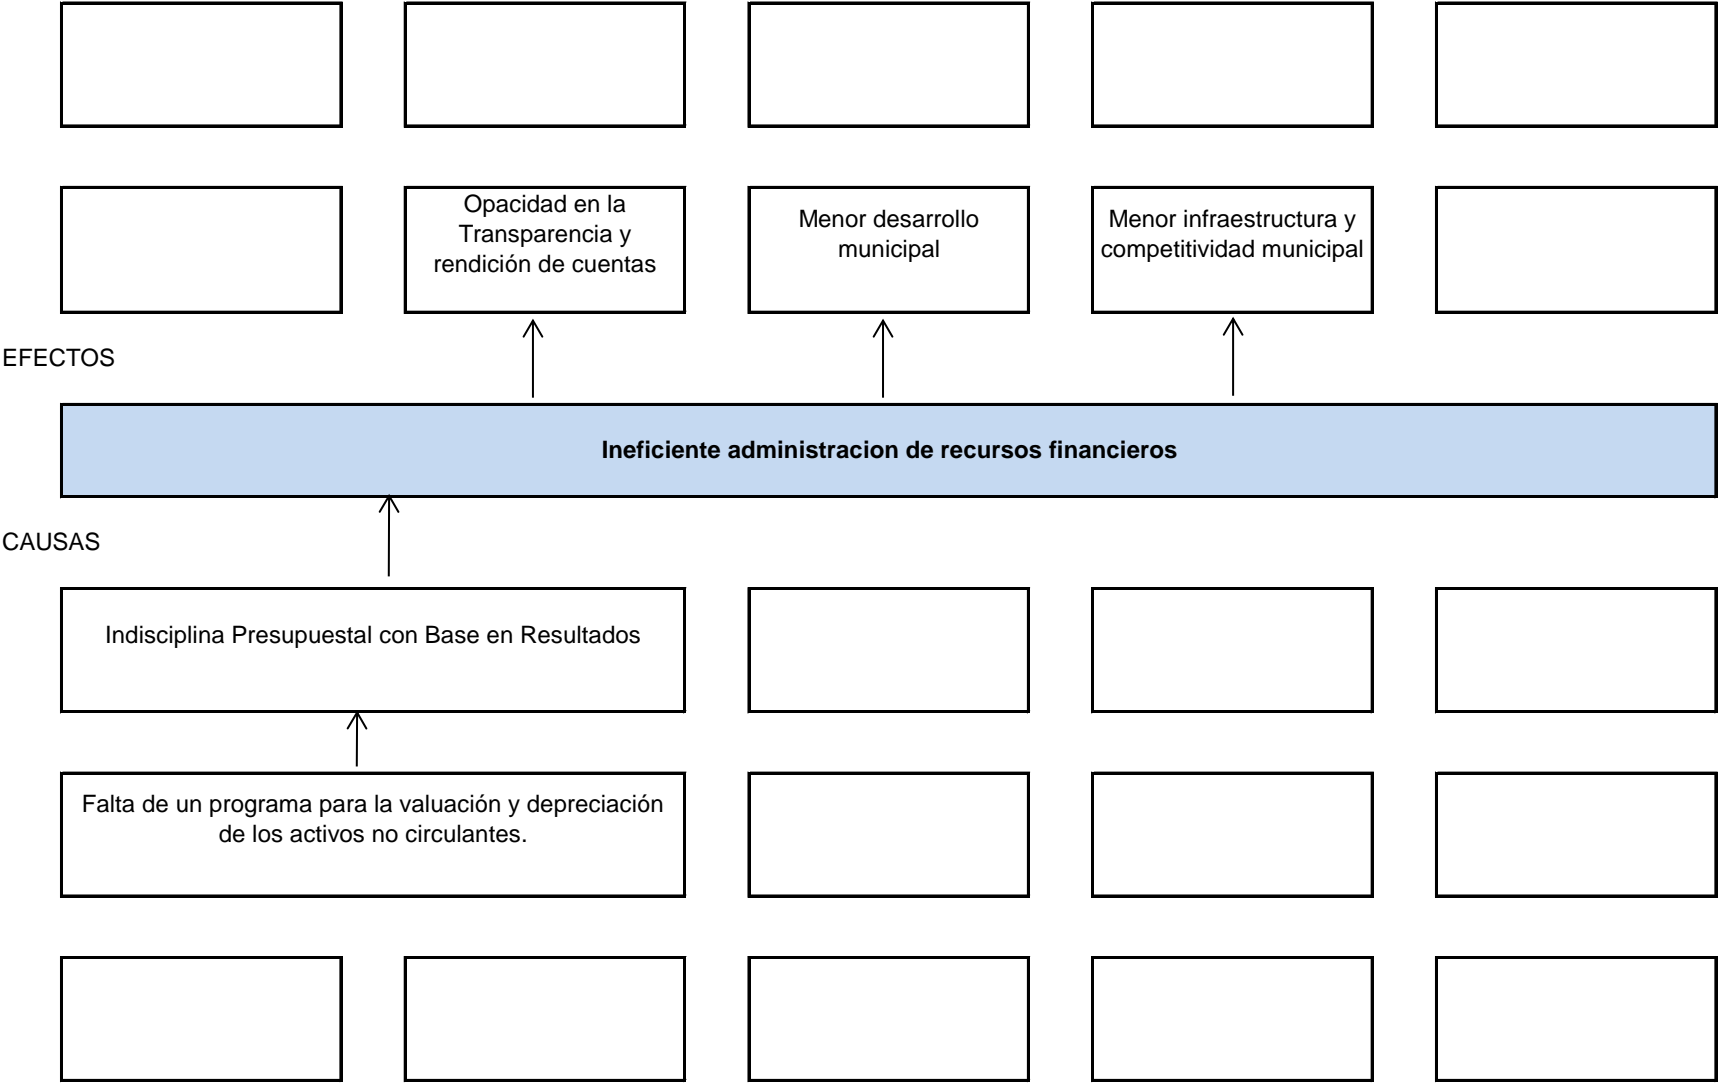 Opacidad en la
Transparencia y
rendición de cuentas
Menor desarrollo
municipal
Menor infraestructura y
competitividad municipal
EFECTOS
Ineficiente administracion de recursos financieros
CAUSAS
Indisciplina Presupuestal con Base en Resultados
Falta de un programa para la valuación y depreciación
de los activos no circulantes.